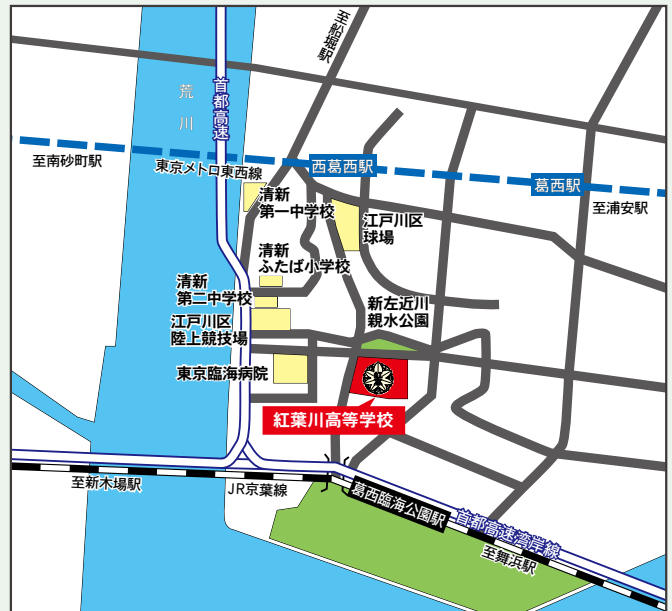 至船堀駅
荒川
首都高速
至南砂町駅
東京メトロ東西線
西葛西駅
葛西駅
至浦安駅
清新
第一中学校
江戸川区
球場
清新
ふたば小学校
清新
第二中学校
新左近川
親水公園
江戸川区
陸上競技場
東京臨海病院
紅葉川高等学校
至新木場駅
JR京葉線
葛西臨海公園駅
首都高速湾岸線
至舞浜駅